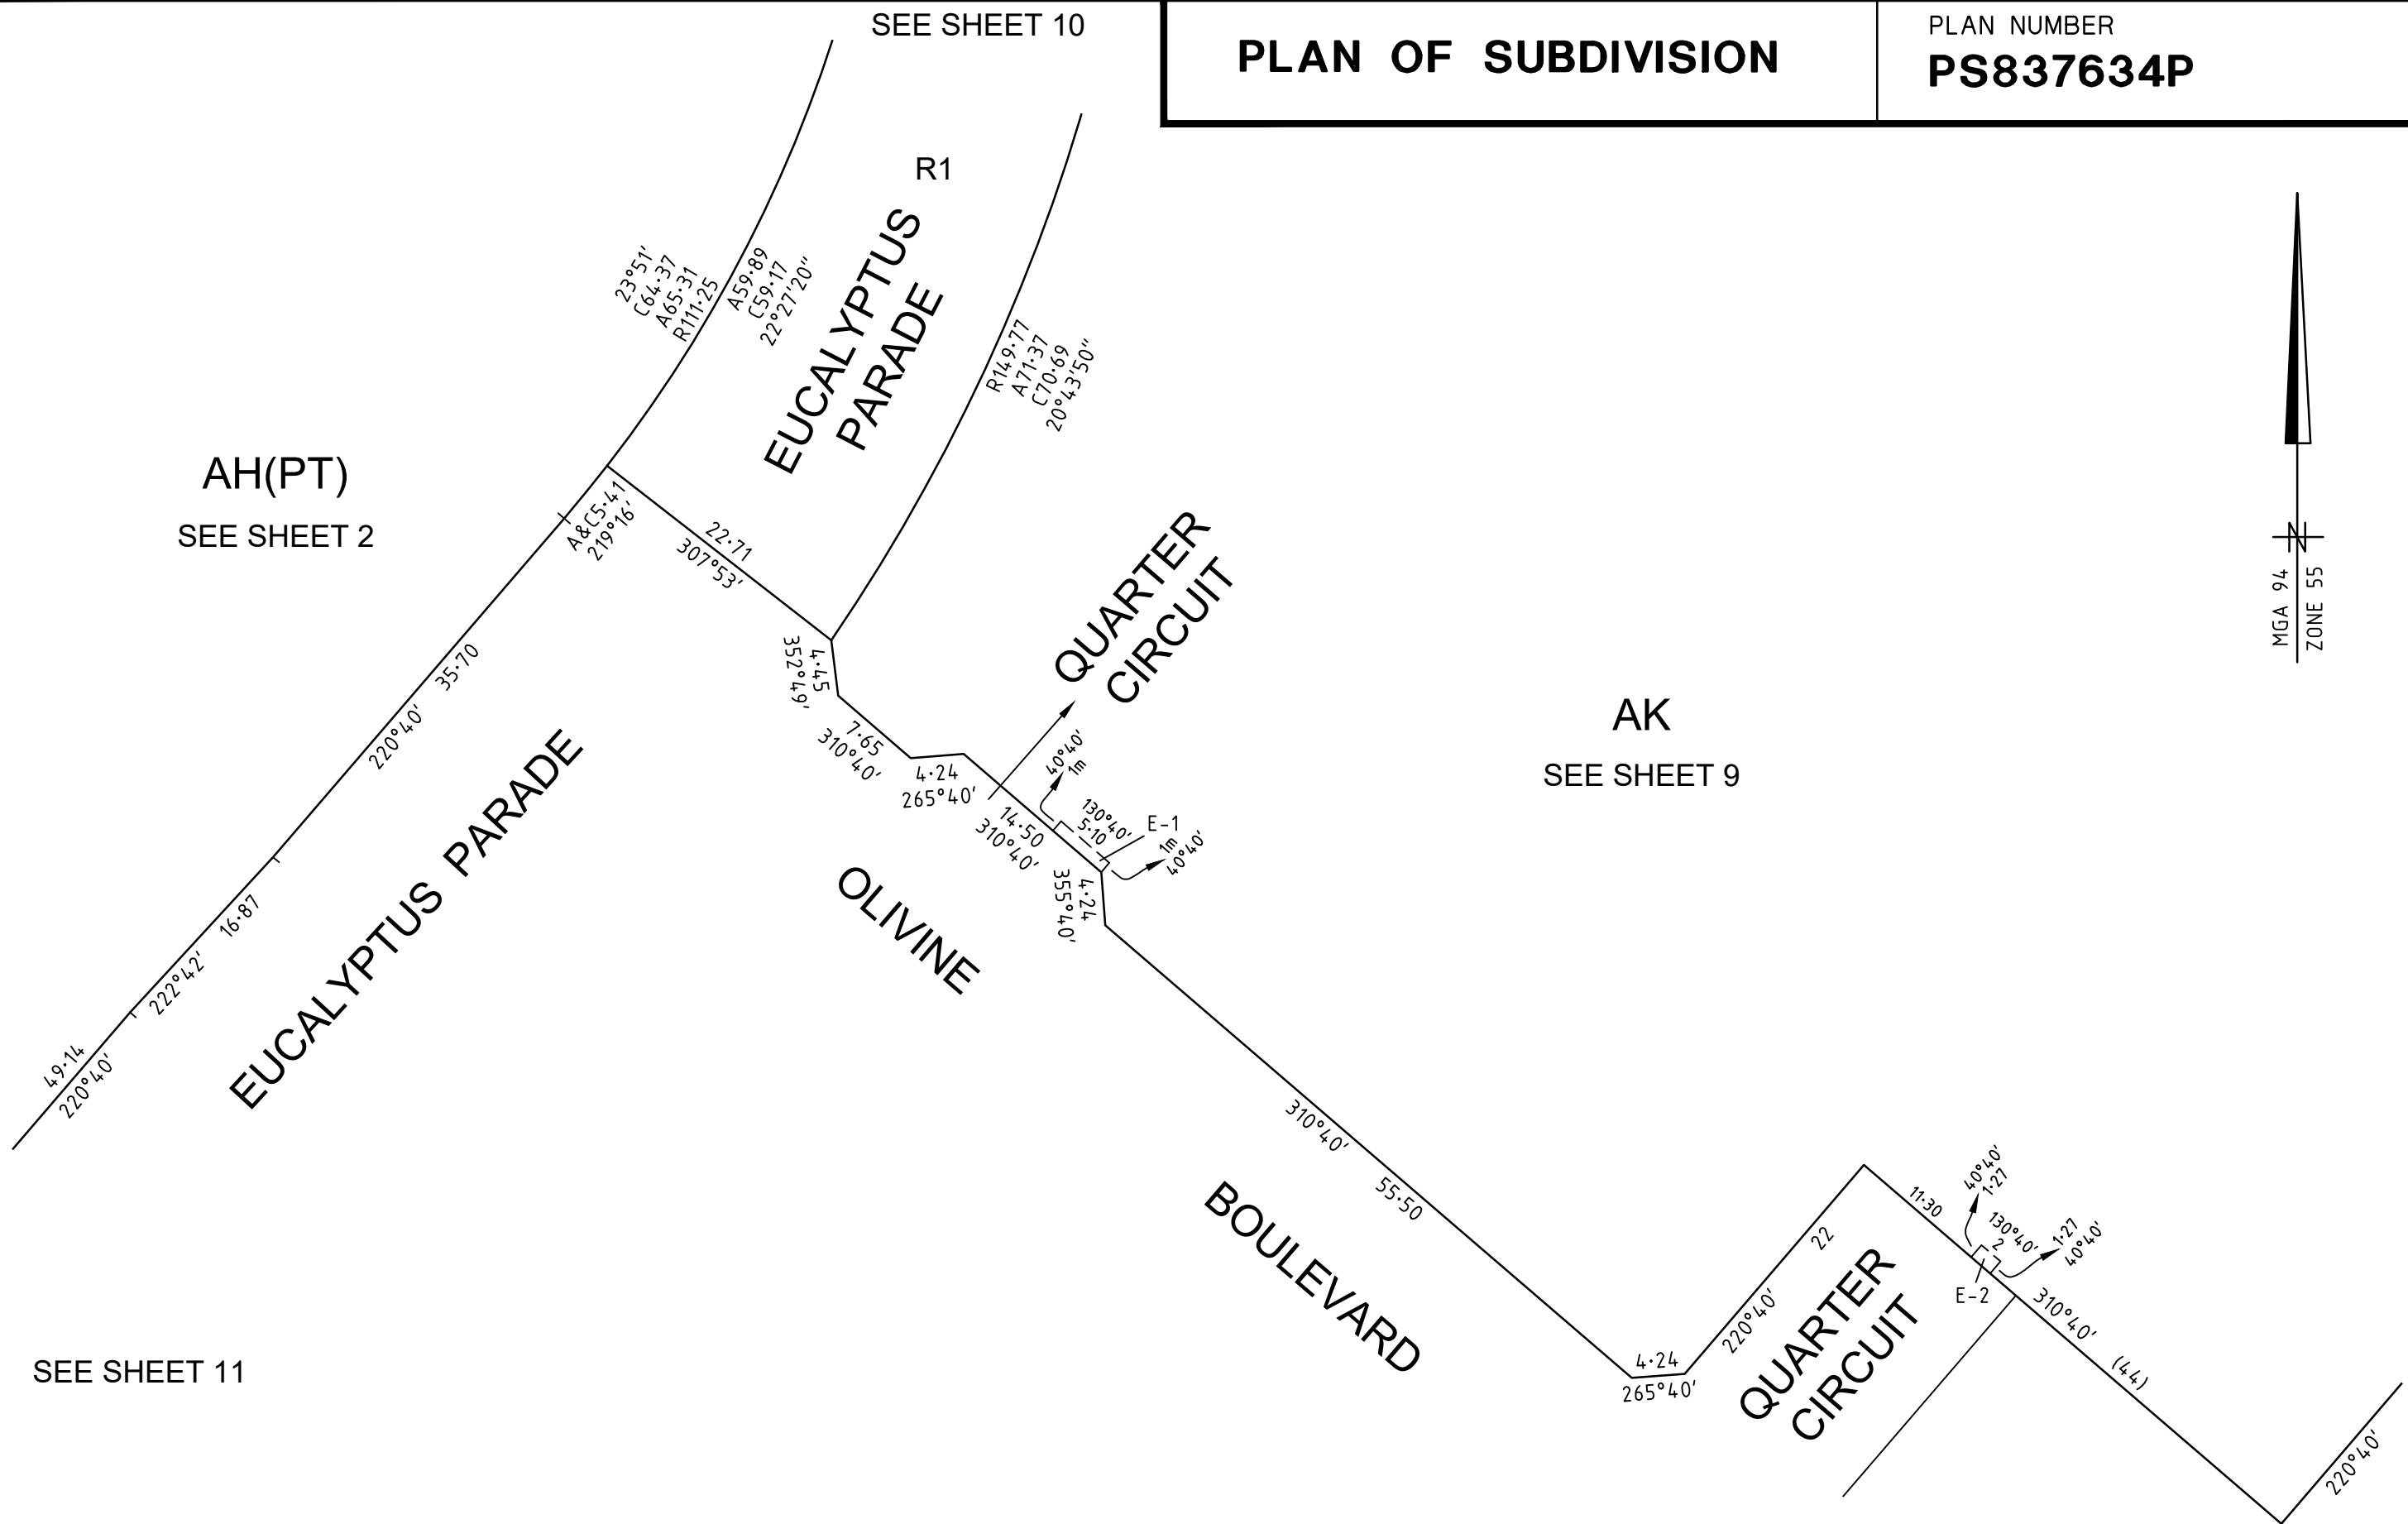 SEE SHEET 10
PLAN OF SUBDIVISION
PLAN NUMBER
PS837634P
R1
EUCALYPTUS
PARADE
23°51'
C64·37
A65·31
R111·25
A59·89
C59·17
22°27'20"
R149·77
A71·37
C70·69
20°43'50"
AH(PT)
SEE SHEET 2
A&C5·41
219°16'
22·71
307°53'
QUARTER
CIRCUIT
MGA 94
ZONE 55
N
35·70
220°40'
4·45
352°49'
7·65
310°40'
4·24
265°40'
40°40'
1m
130°40'
5·10
E-1
1m
40°40'
14·50
310°40'
4·24
355°40'
AK
SEE SHEET 9
EUCALYPTUS PARADE
16·87
222°42'
49·14
220°40'
OLIVINE
BOULEVARD
310°40'
55·50
4·24
265°40'
22
220°40'
11·30
40°40'
1·27
130°40'
2
1·27
40°40'
E-2
QUARTER
CIRCUIT
310°40'
(44)
220°40'
SEE SHEET 11